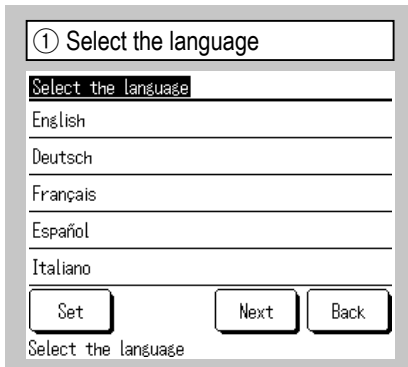 ① Select the language
Select the language
English
Deutsch
Français
Español
Italiano
Set Next Back
Select the language